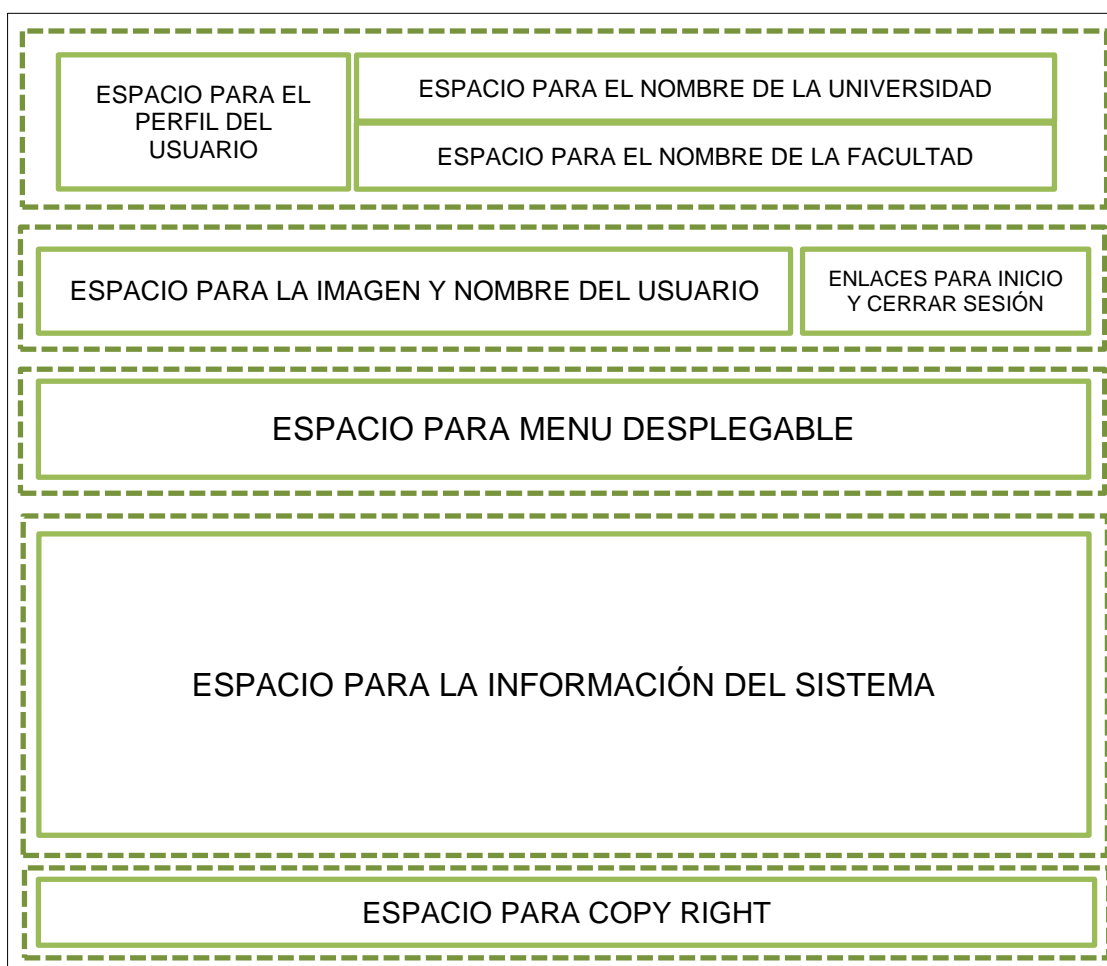 ESPACIO PARA EL
PERFIL DEL
USUARIO
ESPACIO PARA EL NOMBRE DE LA UNIVERSIDAD
ESPACIO PARA EL NOMBRE DE LA FACULTAD
ESPACIO PARA LA IMAGEN Y NOMBRE DEL USUARIO
ENLACES PARA INICIO
Y CERRAR SESIÓN
ESPACIO PARA MENU DESPLEGABLE
ESPACIO PARA LA INFORMACIÓN DEL SISTEMA
ESPACIO PARA COPY RIGHT